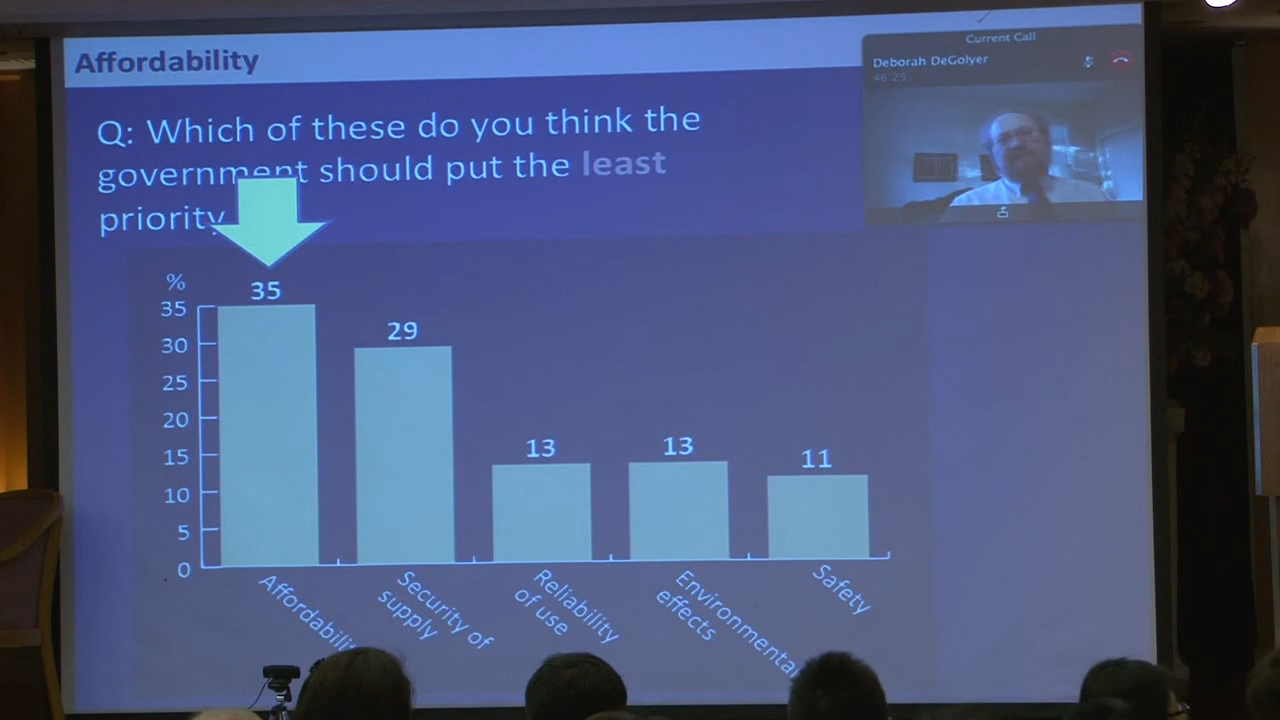 Affordability
Current Call
Deborah DeGolyer
46:25
Q: Which of these do you think the
government should put the least
priority
%
35
30
25
20
15
10
5
0
35
29
13
13
11
Affordabili
Security of
supply
Reliability
of use
Environmenta
effects
Safety